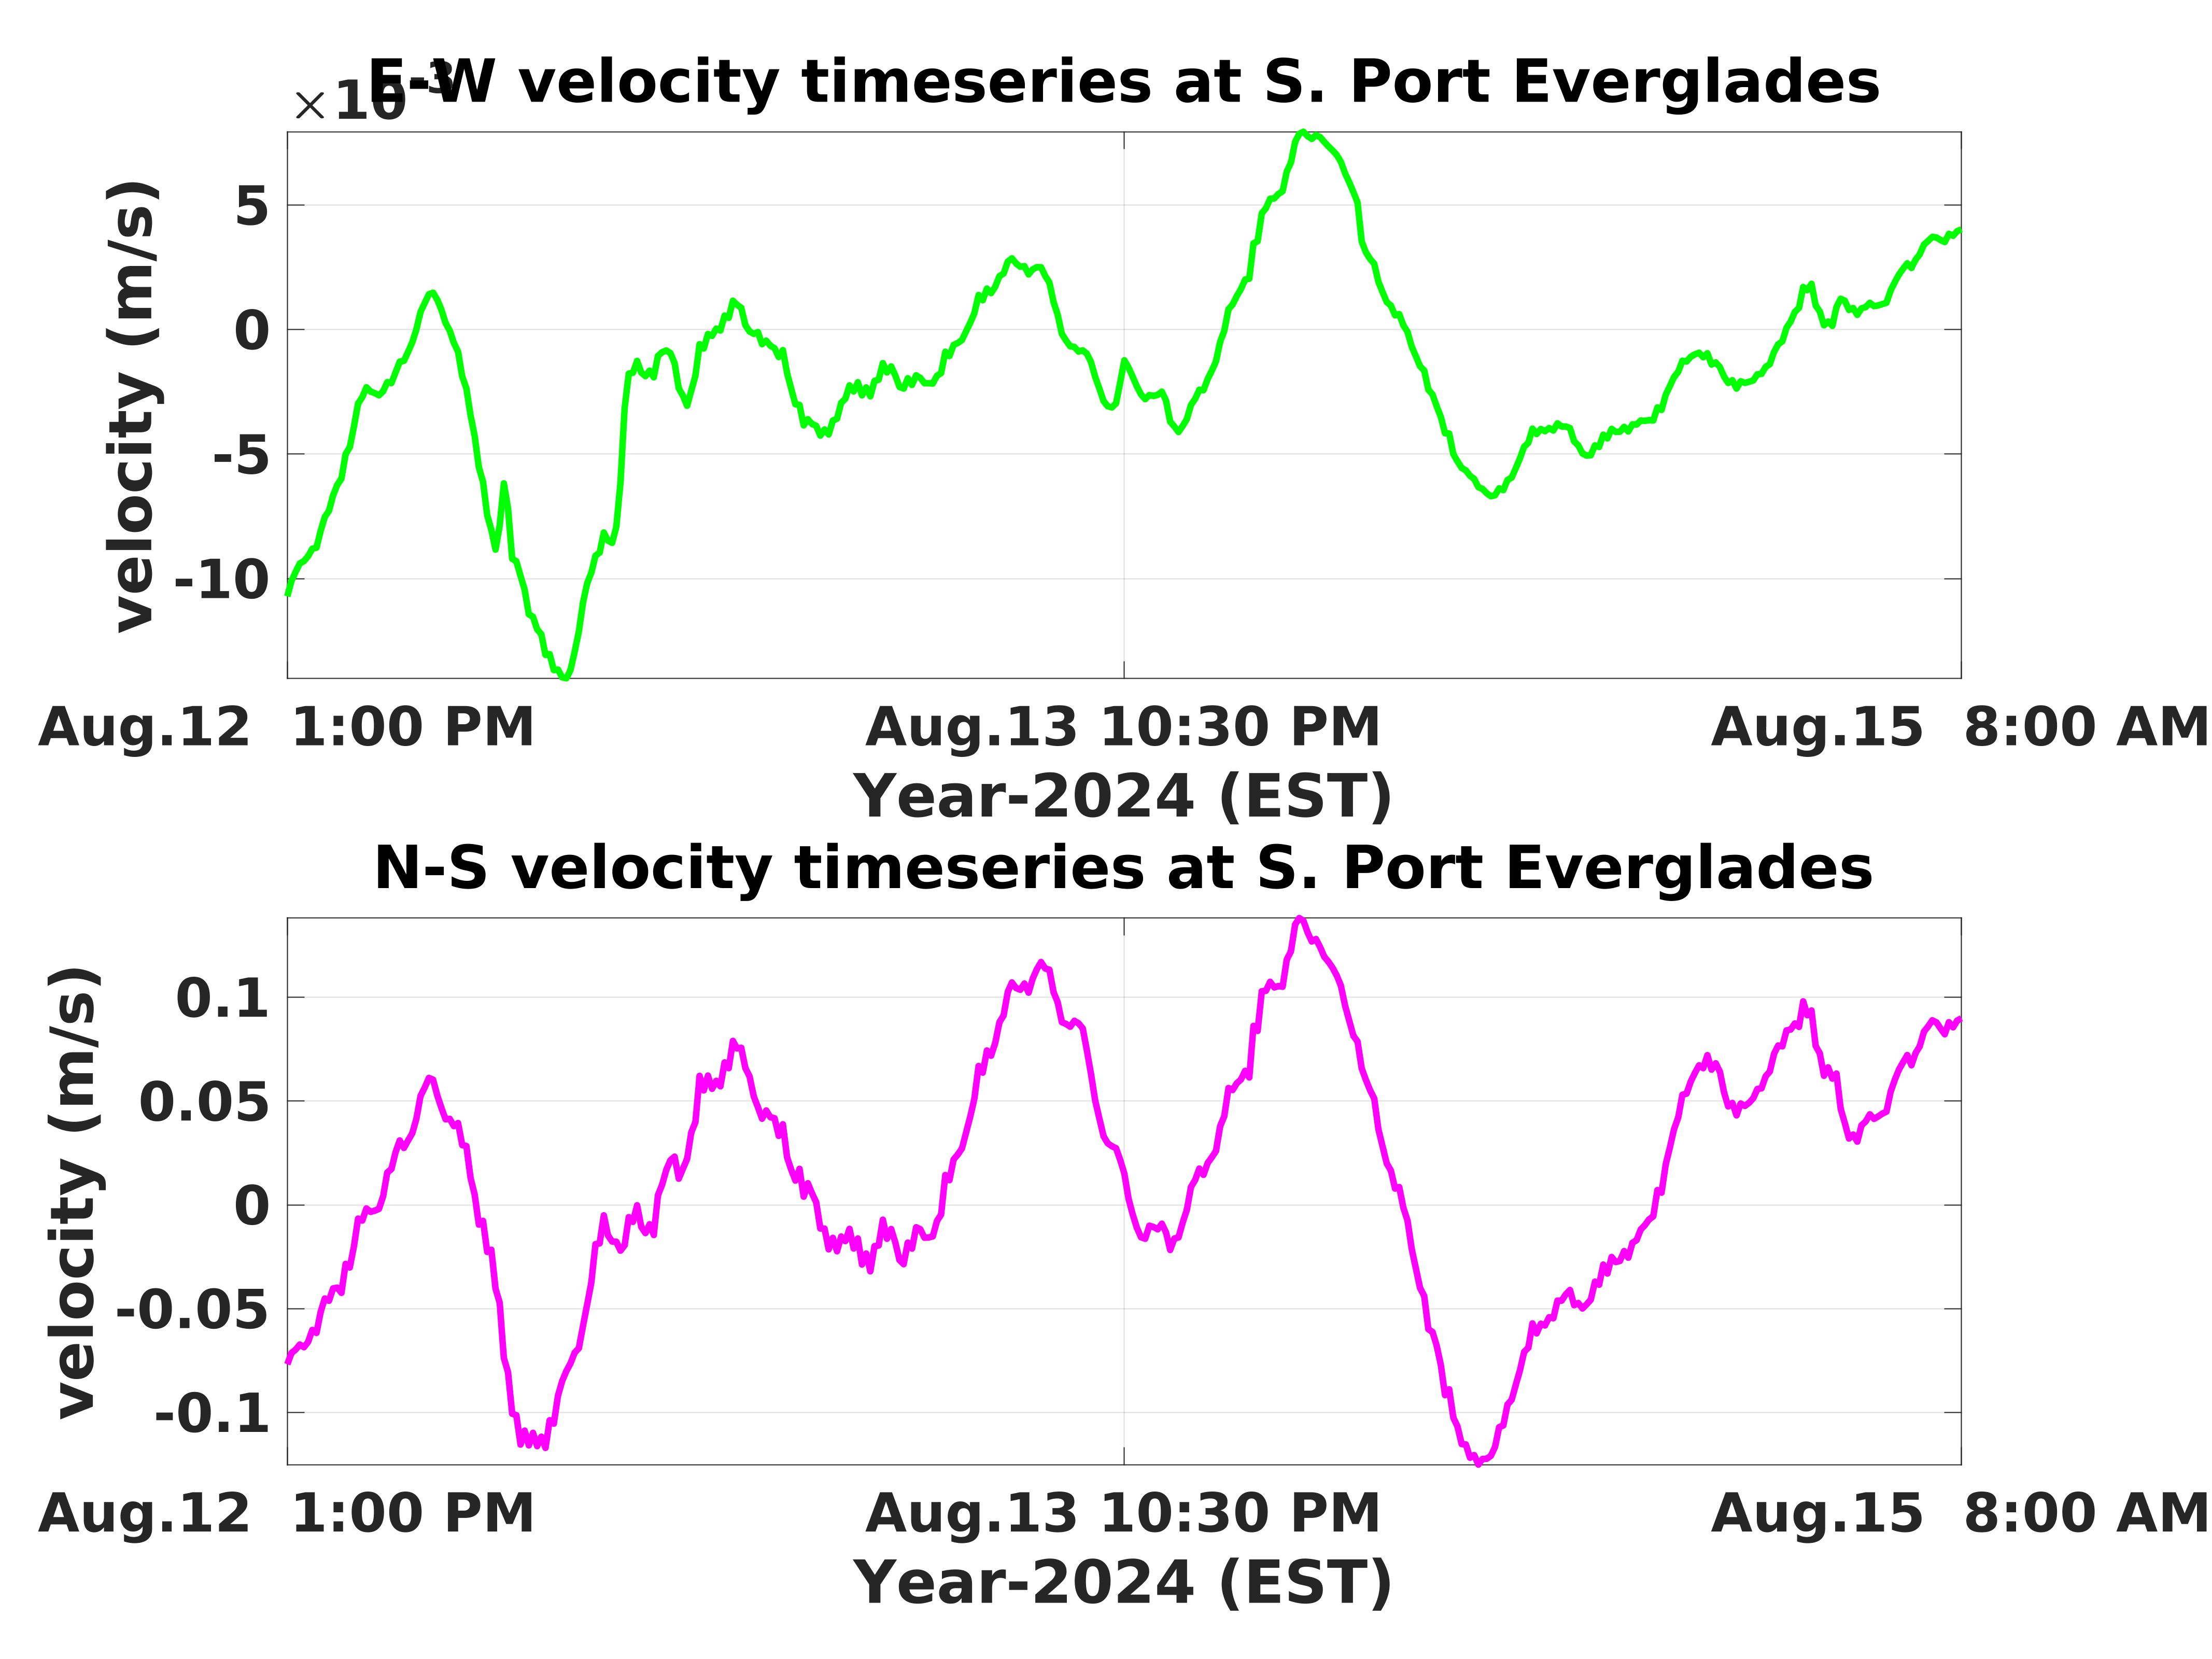 E-W velocity timeseries at S. Port Everglades
×10-3
velocity (m/s)
5
0
-5
-10
Aug.12 1:00 PM Aug.13 10:30 PM Aug.15 8:00 AM
Year-2024 (EST)
N-S velocity timeseries at S. Port Everglades
velocity (m/s)
0.1
0.05
0
-0.05
-0.1
Aug.12 1:00 PM Aug.13 10:30 PM Aug.15 8:00 AM
Year-2024 (EST)